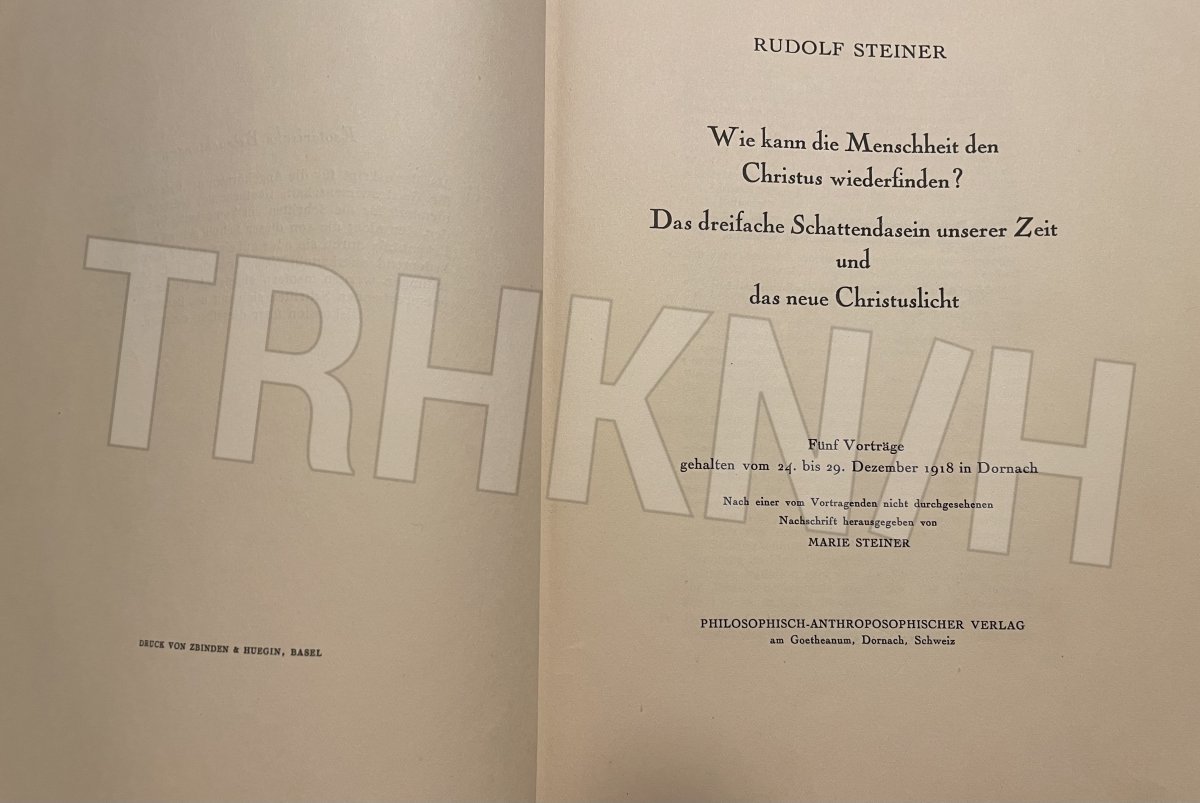 DRUCK VON ZBINDEN & HUEGIN, BASEL
RUDOLF STEINER
Wie kann die Menschheit den
Christus wiederfinden?
Das dreifache Schattendasein unserer Zeit
und
das neue Christuslicht
Fünf Vorträge
gehalten vom 24. bis 29. Dezember 1918 in Dornach
Nach einer vom Vortragenden nicht durchgesehenen
Nachschrift herausgegeben von
MARIE STEINER
PHILOSOPHISCH-ANTHROPOSOPHISCHER VERLAG
am Goetheanum, Dornach, Schweiz
TRHKN/H